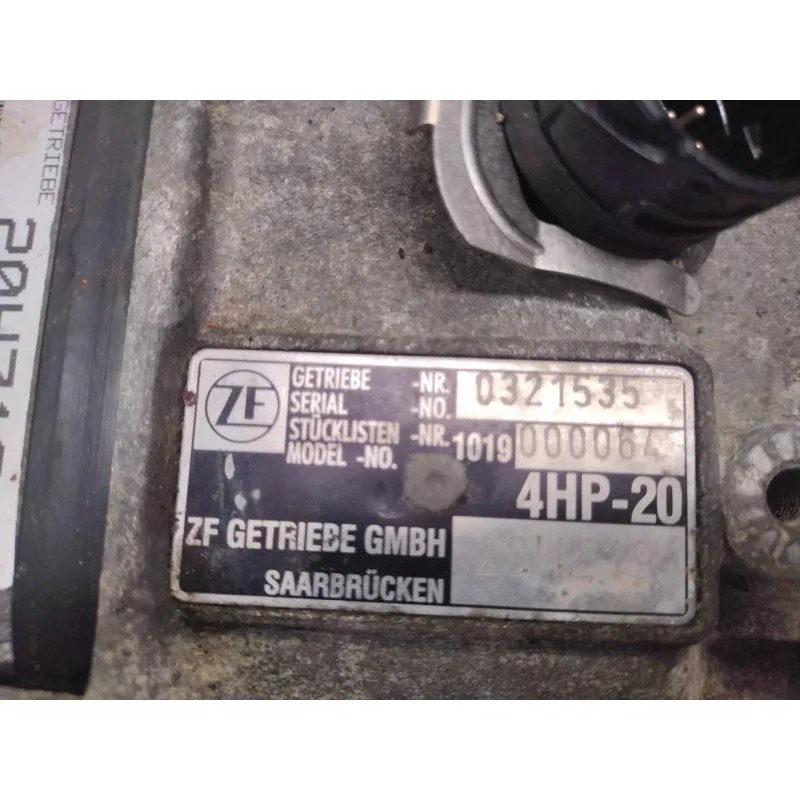 GETRIEBE
ZF
GETRIEBE -NR. 0321535
SERIAL -NO.
STÜCKLISTEN -NR. 1019 000064
MODEL -NO.
4HP-20
ZF GETRIEBE GMBH
SAARBRÜCKEN